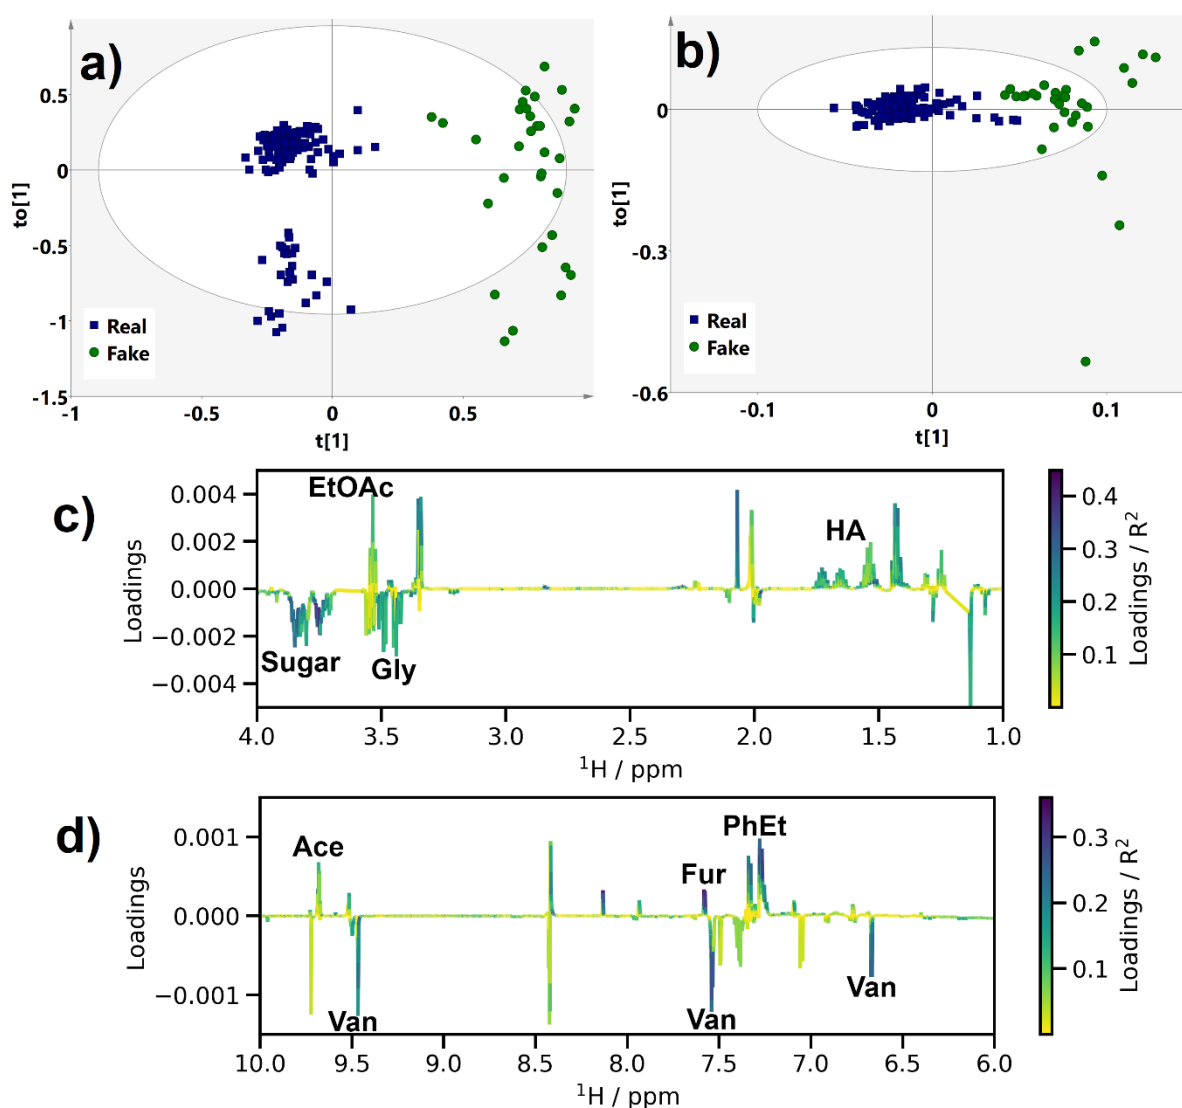 a)
to[1]
0.5
0
-0.5
-1
-1.5
-1
-0.5
0
0.5
t[1]
Real
Fake
b)
to[1]
0
-0.3
-0.6
-0.1
0
0.1
t[1]
Real
Fake
c)
Loadings
0.004
0.002
0.000
−0.002
−0.004
EtOAc
HA
Sugar
Gly
4.0
3.5
3.0
2.5
2.0
1.5
1.0
¹H / ppm
0.4
0.3
0.2
0.1
Loadings / R²
d)
Loadings
0.001
0.000
−0.001
Ace
PhEt
Fur
Van
Van
Van
10.0
9.5
9.0
8.5
8.0
7.5
7.0
6.5
6.0
¹H / ppm
0.3
0.2
0.1
Loadings / R²